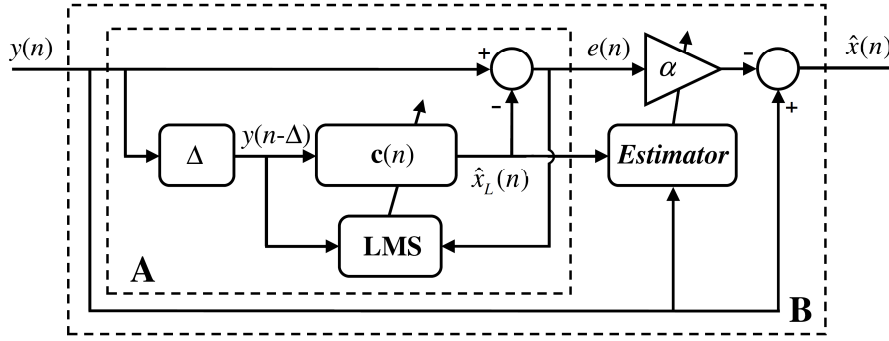 y(n)
+
-
e(n)
α
-
+
x̂(n)
Δ
y(n-Δ)
c(n)
-
x̂_L(n)
Estimator
LMS
A
B